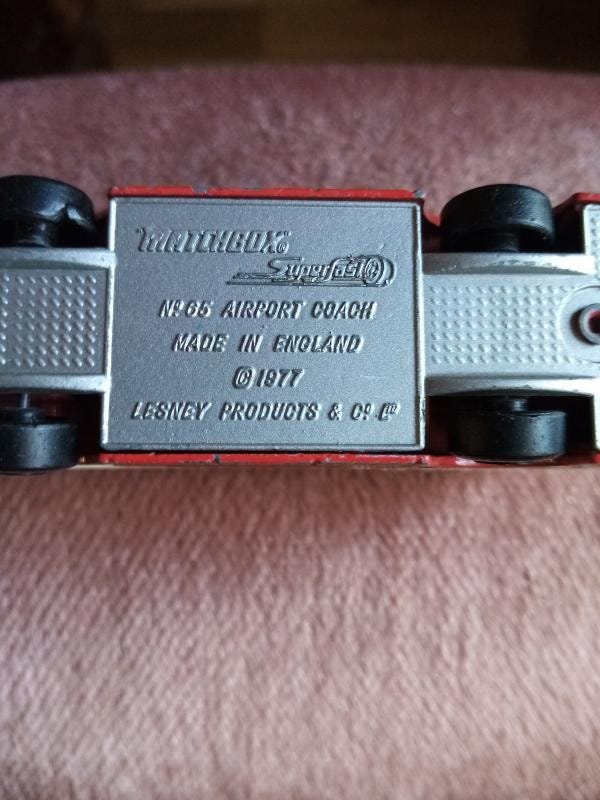 "MATCHBOX"®
Superfast
Nº 65 AIRPORT COACH
MADE IN ENGLAND
© 1977
LESNEY PRODUCTS & Cº. Lᵀᴰ